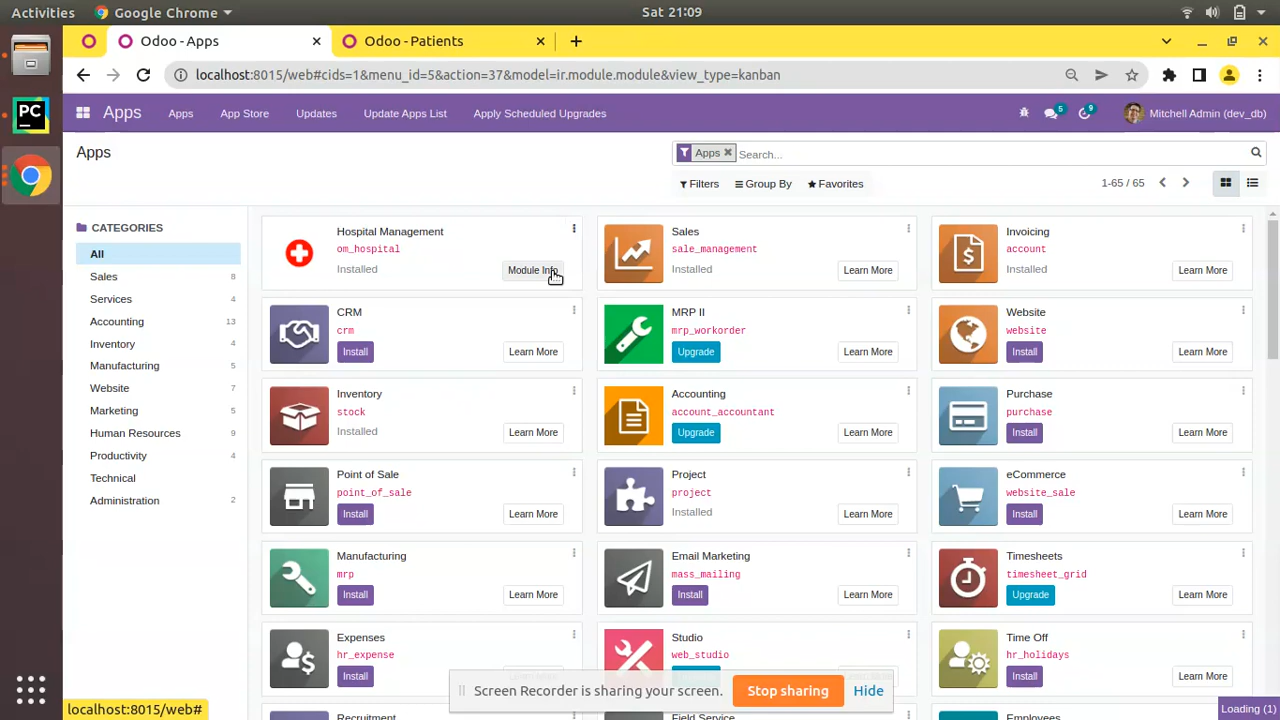 Activities
Google Chrome
Sat 21:09
Odoo - Apps
Odoo - Patients
localhost:8015/web#cids=1&menu_id=5&action=37&model=ir.module.module&view_type=kanban
Apps
Apps
App Store
Updates
Update Apps List
Apply Scheduled Upgrades
5
9
Mitchell Admin (dev_db)
Apps
Apps
Search...
Filters
Group By
Favorites
1-65 / 65
CATEGORIES
All
Sales 8
Services 4
Accounting 13
Inventory 4
Manufacturing 5
Website 7
Marketing 5
Human Resources 9
Productivity 4
Technical
Administration 2
Hospital Management
om_hospital
Installed
Module Info
Sales
sale_management
Installed
Learn More
Invoicing
account
Installed
Learn More
CRM
crm
Install
Learn More
MRP II
mrp_workorder
Upgrade
Learn More
Website
website
Install
Learn More
Inventory
stock
Installed
Learn More
Accounting
account_accountant
Upgrade
Learn More
Purchase
purchase
Install
Learn More
Point of Sale
point_of_sale
Install
Learn More
Project
project
Installed
Learn More
eCommerce
website_sale
Install
Learn More
Manufacturing
mrp
Install
Learn More
Email Marketing
mass_mailing
Install
Learn More
Timesheets
timesheet_grid
Upgrade
Learn More
Expenses
hr_expense
Install
Studio
web_studio
Time Off
hr_holidays
Install
Learn More
Recruitment
Field Service
Employees
Screen Recorder is sharing your screen.
Stop sharing
Hide
localhost:8015/web#
Loading (1)
PC